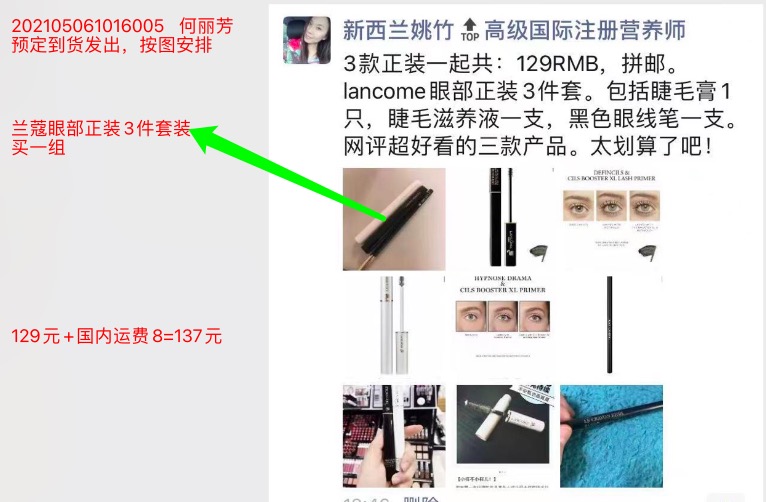 202105061016005 何丽芳
预定到货发出，按图安排
兰蔻眼部正装3件套装
买一组
129元+国内运费8=137元
新西兰姚竹 TOP 高级国际注册营养师
3款正装一起共：129RMB，拼邮。
lancome眼部正装3件套。包括睫毛膏1
只，睫毛滋养液一支，黑色眼线笔一支。
网评超好看的三款产品。太划算了吧！
DEFINCILS &
CILS BOOSTER XL LASH PRIMER
HYPNOSE DRAMA
&
CILS BOOSTER XL PRIMER